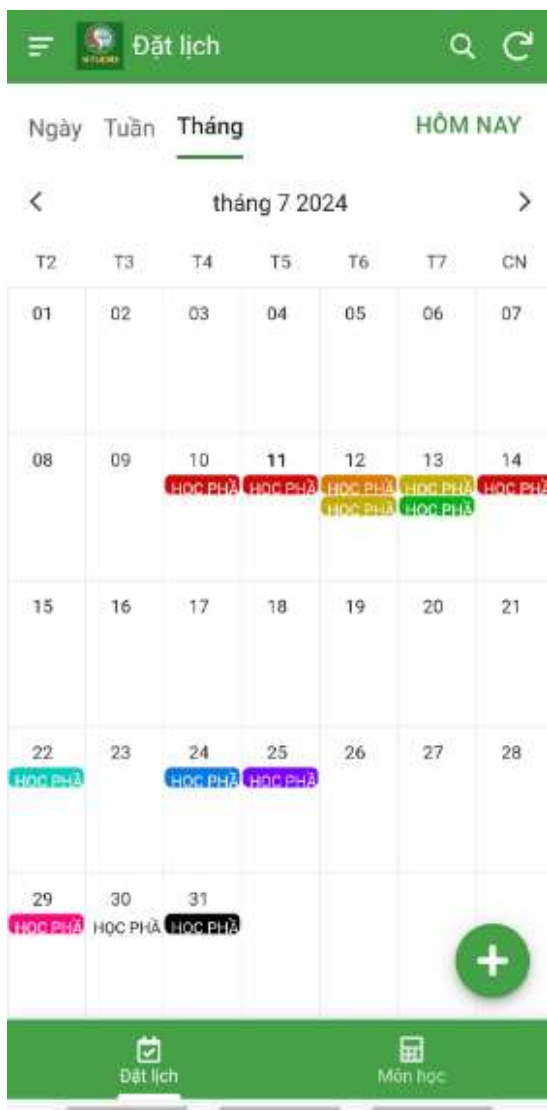 Đặt lịch
Ngày Tuần Tháng HÔM NAY
tháng 7 2024
T2 T3 T4 T5 T6 T7 CN
01 02 03 04 05 06 07
08 09 10 11 12 13 14
HỌC PHẦ HỌC PHẦ HỌC PHẦ HỌC PHẦ HỌC PHẦ
HỌC PHẦ HỌC PHẦ
15 16 17 18 19 20 21
22 23 24 25 26 27 28
HỌC PHẦ HỌC PHẦ HỌC PHẦ
29 30 31
HỌC PHẦ HỌC PHẦ HỌC PHẦ
Đặt lịch Môn học